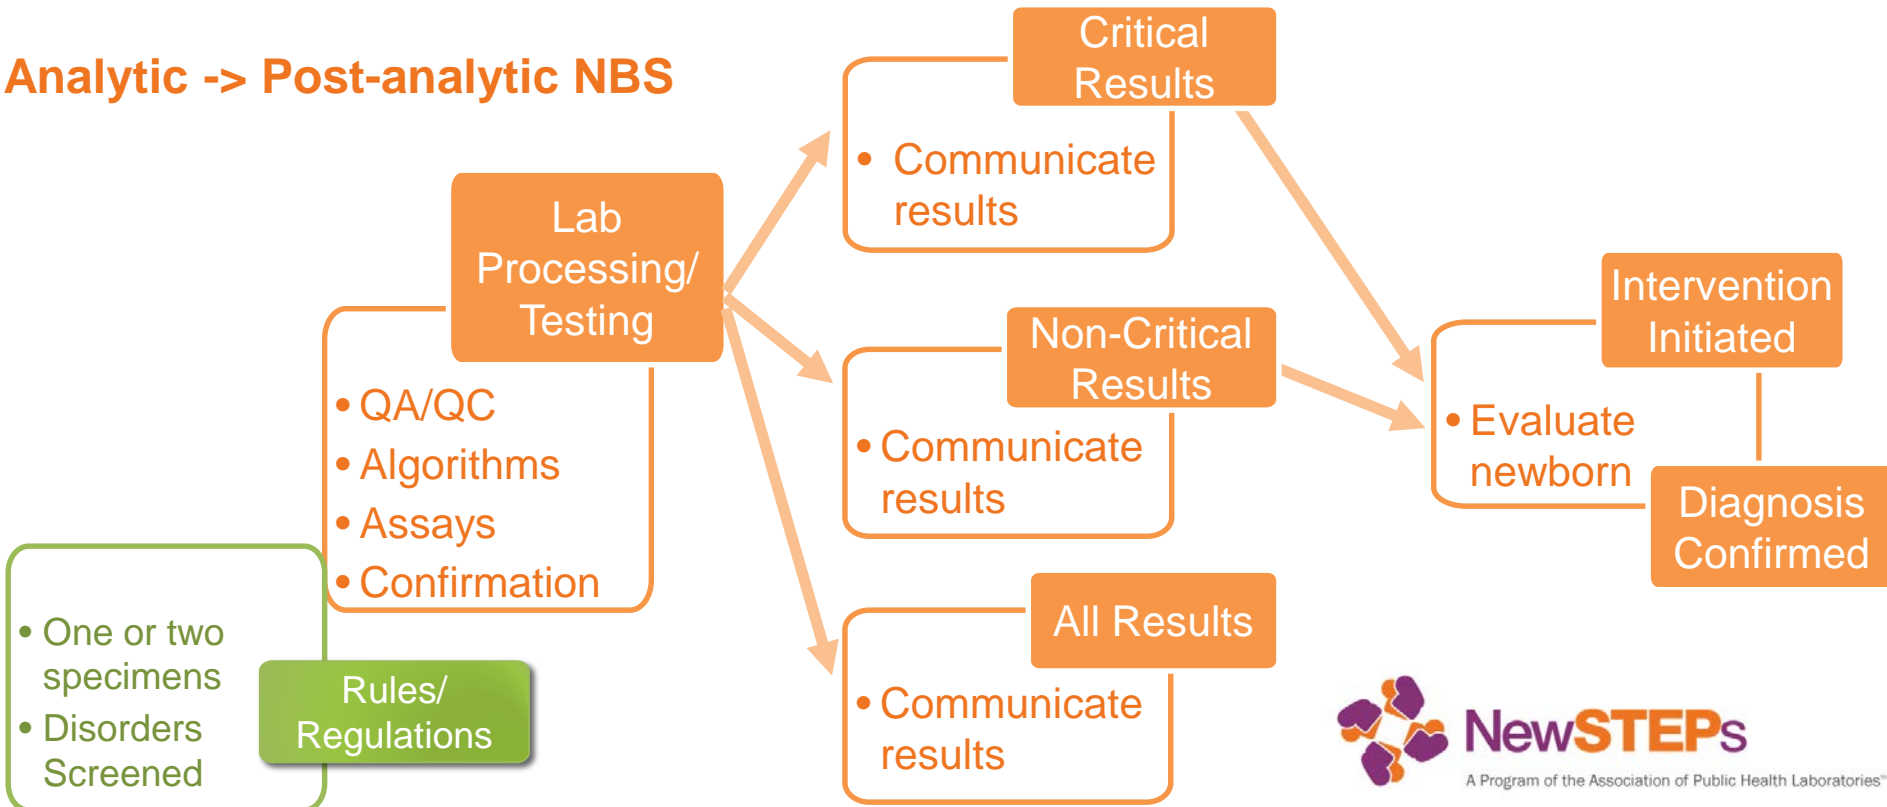 Analytic -> Post-analytic NBS
Critical
Results
• Communicate
results
Lab
Processing/
Testing
• QA/QC
• Algorithms
• Assays
• Confirmation
Non-Critical
Results
• Communicate
results
Intervention
Initiated
• Evaluate
newborn
Diagnosis
Confirmed
• One or two
specimens
• Disorders
Screened
Rules/
Regulations
All Results
• Communicate
results
NewSTEPs
A Program of the Association of Public Health Laboratories™